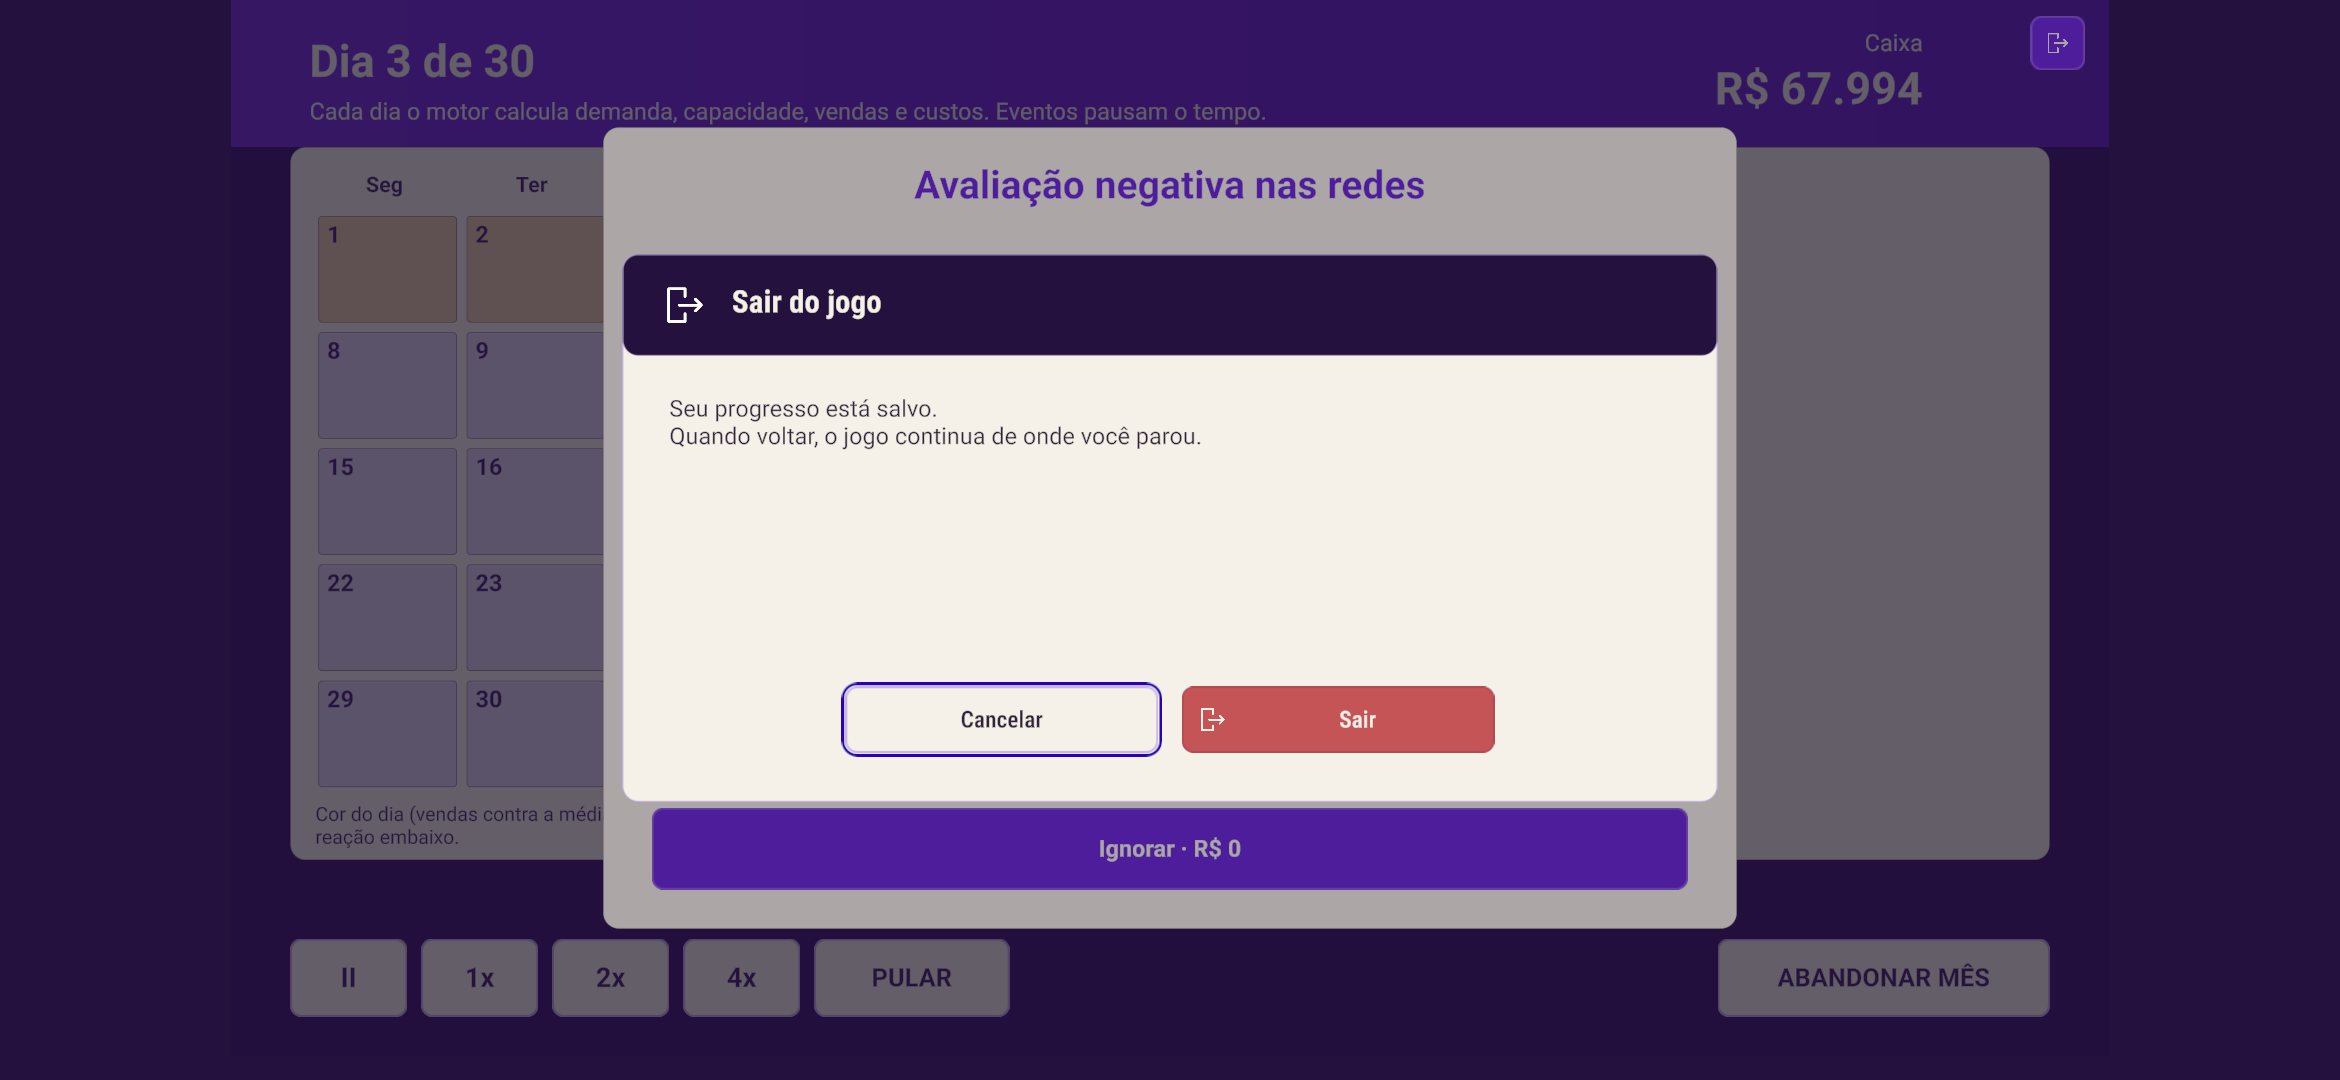 Dia 3 de 30
Cada dia o motor calcula demanda, capacidade, vendas e custos. Eventos pausam o tempo.
Caixa
R$ 67.994
Seg Ter
1 2
8 9
15 16
22 23
29 30
Cor do dia (vendas contra a médi
reação embaixo.
Avaliação negativa nas redes
Sair do jogo
Seu progresso está salvo.
Quando voltar, o jogo continua de onde você parou.
Cancelar Sair
Ignorar · R$ 0
II 1x 2x 4x PULAR ABANDONAR MÊS